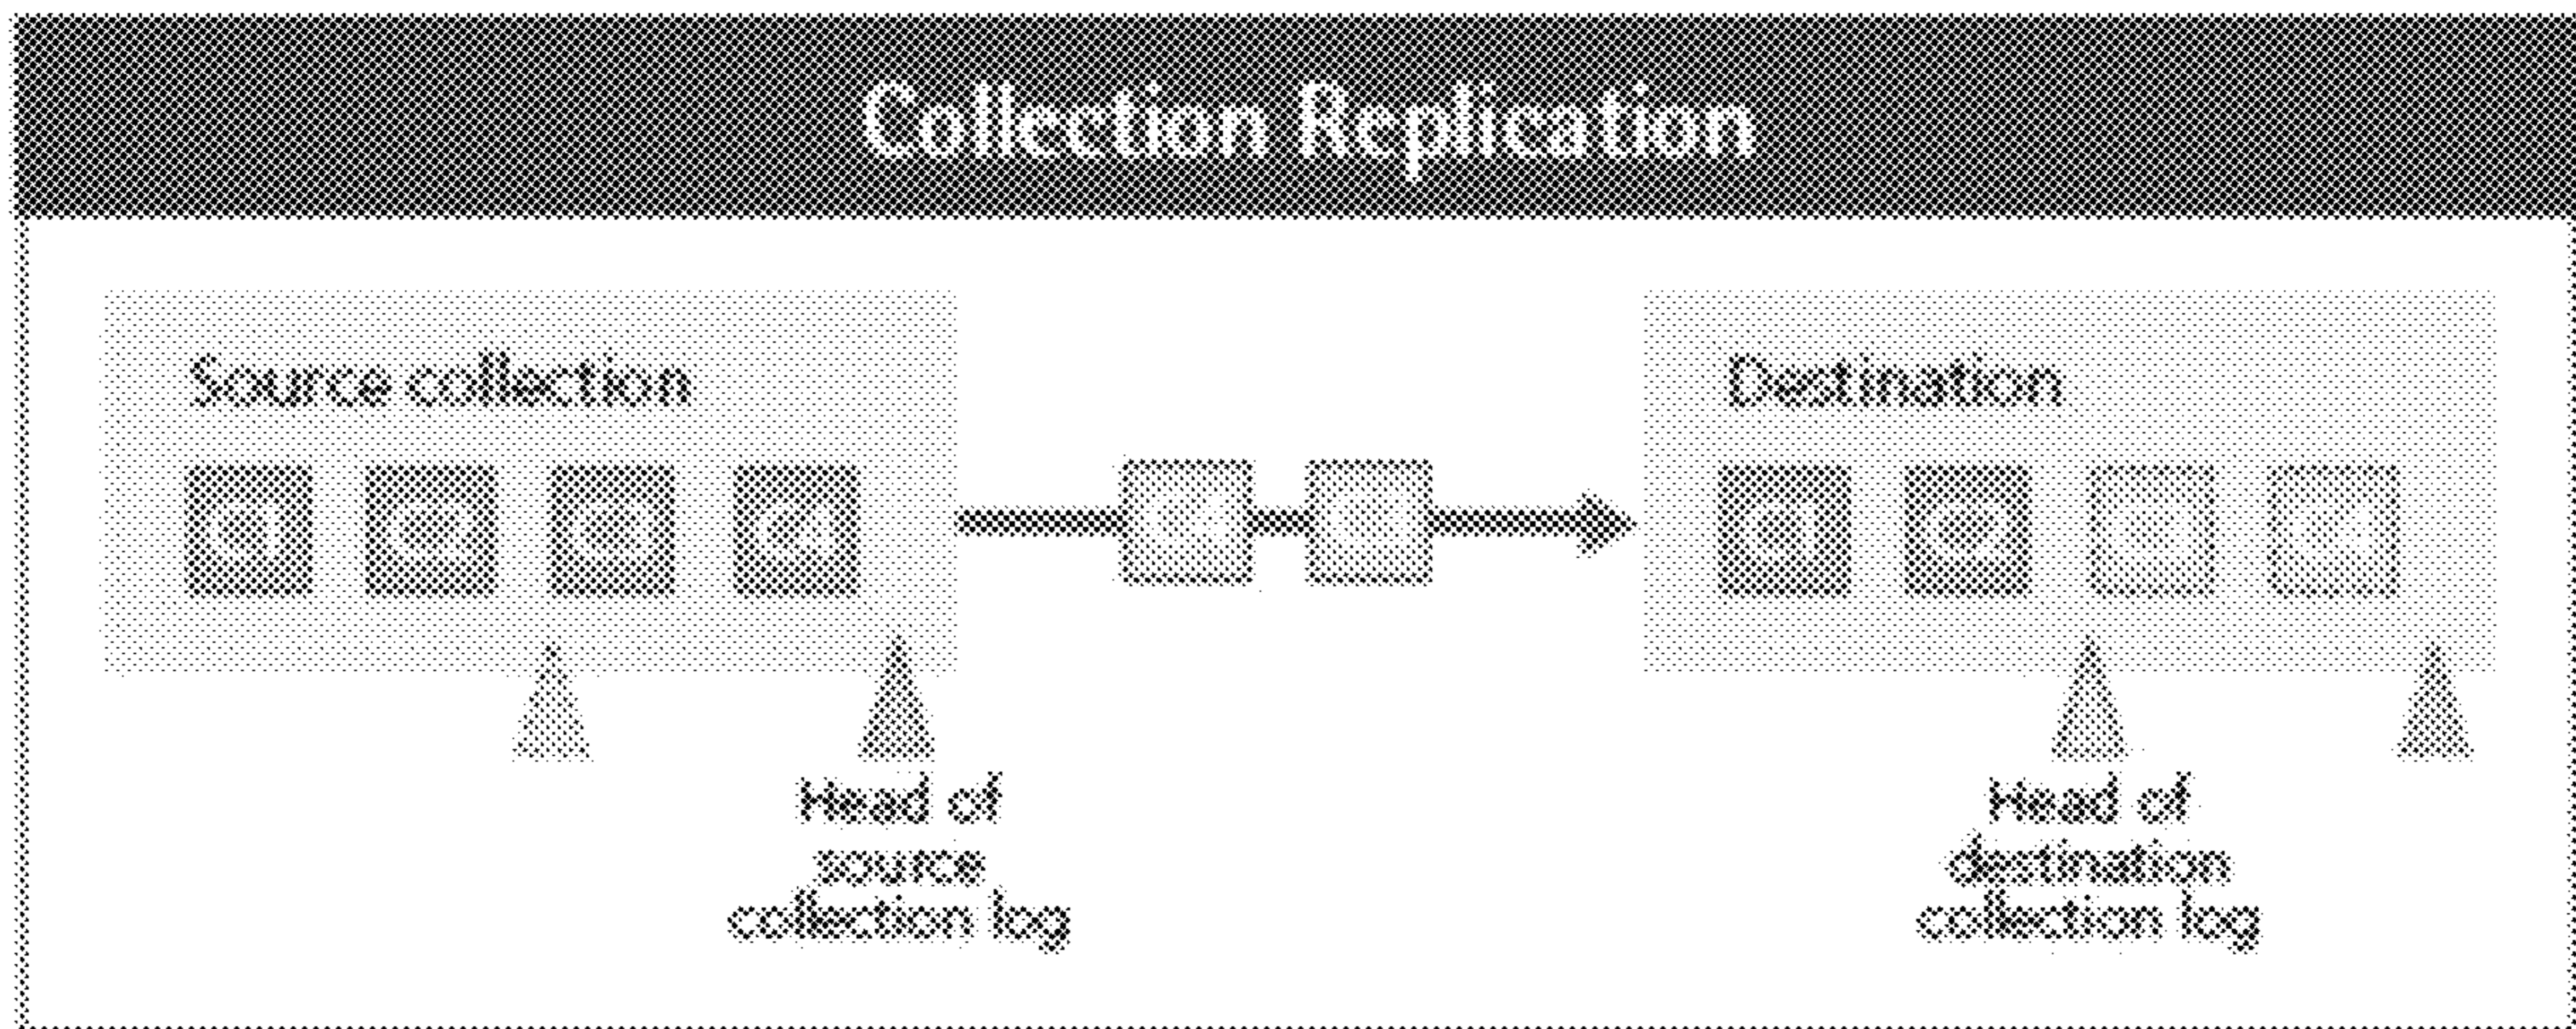 Collection Replication
Source collection
Destination
Head of
source
collection log
Head of
destination
collection log